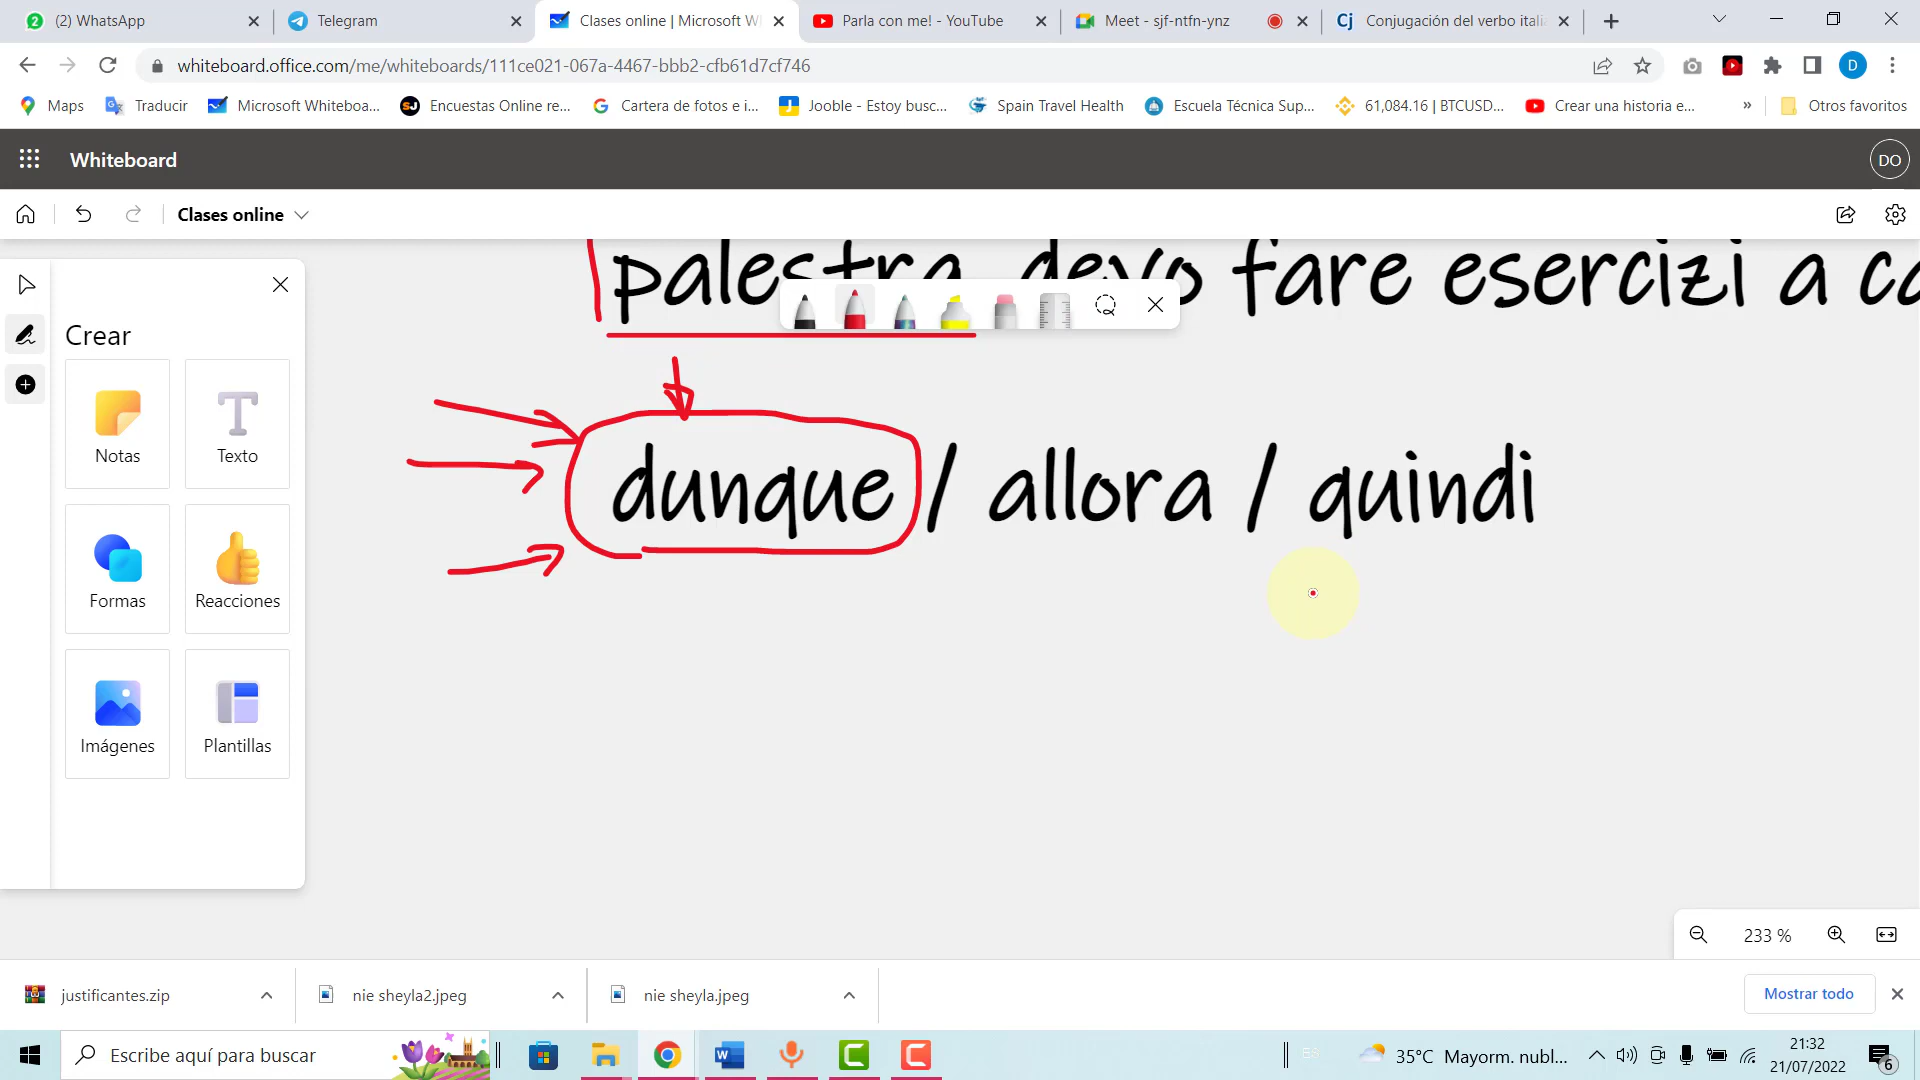 (2) WhatsApp
Telegram
Clases online | Microsoft W
Parla con me! - YouTube
Meet - sjf-ntfn-ynz
Cj Conjugación del verbo itali
whiteboard.office.com/me/whiteboards/111ce021-067a-4467-bbb2-cfb61d7cf746
D
Maps
Traducir
Microsoft Whiteboa...
SJ Encuestas Online re...
Cartera de fotos e i...
Jooble - Estoy busc...
Spain Travel Health
Escuela Técnica Sup...
61,084.16 | BTCUSD...
Crear una historia e...
»
Otros favoritos
Whiteboard
DO
Clases online
palestra devo fare esercizi a ca
Crear
Notas
Texto
dunque / allora / quindi
Formas
Reacciones
Imágenes
Plantillas
233 %
justificantes.zip
nie sheyla2.jpeg
nie sheyla.jpeg
Mostrar todo
Escribe aquí para buscar
35°C Mayorm. nubl...
21:32
21/07/2022
6